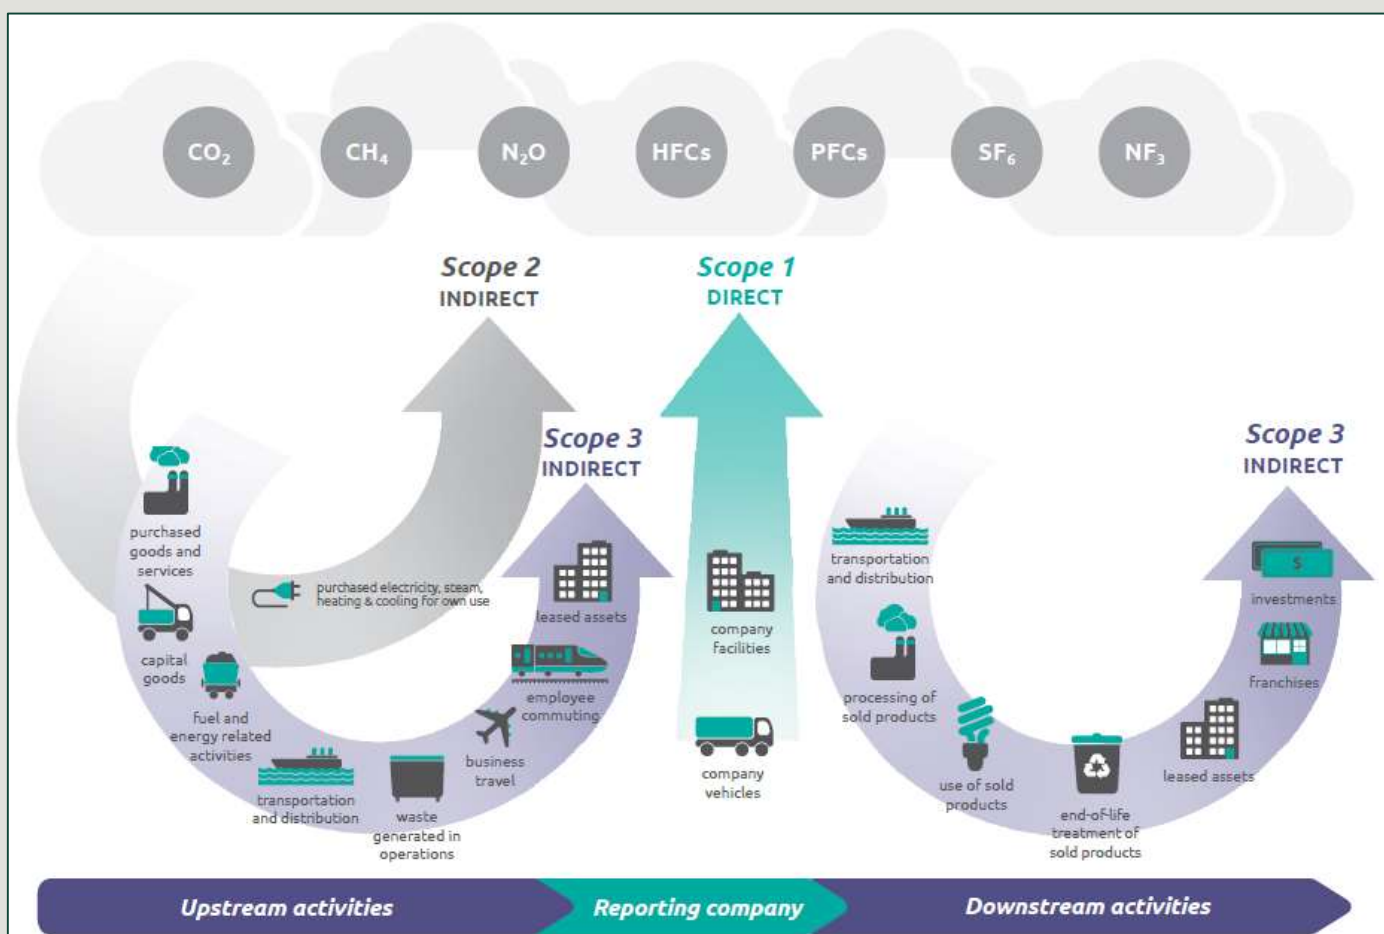 CO₂
CH₄
N₂O
HFCs
PFCs
SF₆
NF₃
Scope 2
INDIRECT
Scope 1
DIRECT
Scope 3
INDIRECT
Scope 3
INDIRECT
purchased
goods and
services
capital
goods
fuel and
energy related
activities
purchased electricity, steam,
heating & cooling for own use
transportation
and distribution
waste
generated in
operations
business
travel
employee
commuting
leased assets
company
facilities
company
vehicles
transportation
and distribution
processing of
sold products
use of sold
products
end-of-life
treatment of
sold products
leased assets
franchises
$
investments
Upstream activities
Reporting company
Downstream activities